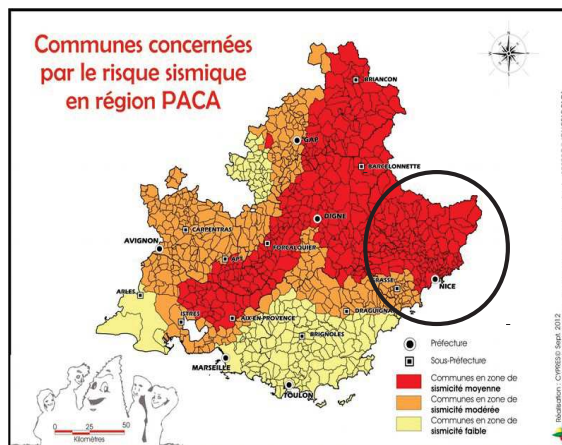 Communes concernées
par le risque sismique
en région PACA
BRIANCON
GAP
BARCELONNETTE
DIGNE
CARPENTRAS
AVIGNON
FORCALQUIER
APT
NICE
GRASSE
ARLES
DRAGUIGNAN
ISTRES
AIX-EN-PROVENCE
BRIGNOLES
MARSEILLE
TOULON
Préfecture
Sous-Préfecture
Communes en zone de
sismicité moyenne
Communes en zone de
sismicité modérée
Communes en zone de
sismicité faible
0 25 50
Kilomètres
Réalisation : CYPRES© Sept. 2012